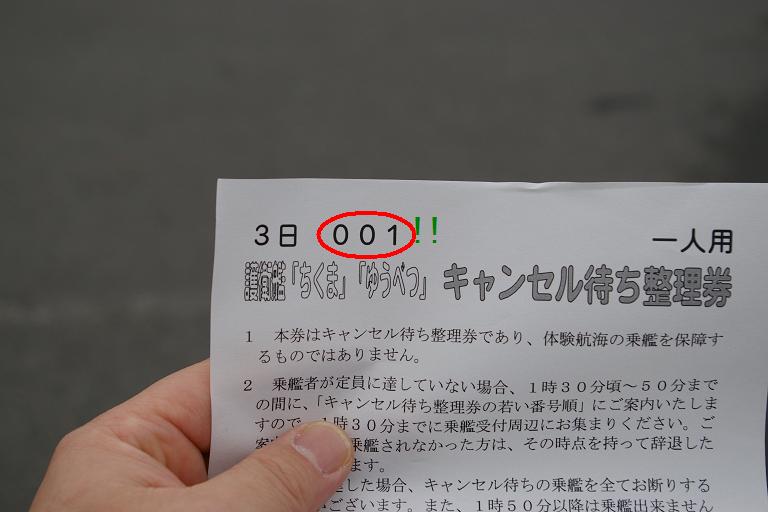 3日 001!! 一人用
護衛艦「ちくま」「ゆうべつ」 キャンセル待ち整理券
1 本券はキャンセル待ち整理券であり、体験航海の乗艦を保障す
るものではありません。
2 乗艦者が定員に達していない場合、1時30分頃～50分まで
の間に、「キャンセル待ち整理券の若い番号順」にご案内いたしま
すので、1時30分までに乗艦受付周辺にお集まりください。ご
乗艦されなかった方は、その時点を持って辞退した
ます。
した場合、キャンセル待ちの乗艦を全てお断りする
ございます。また、1時50分以降は乗艦出来ません